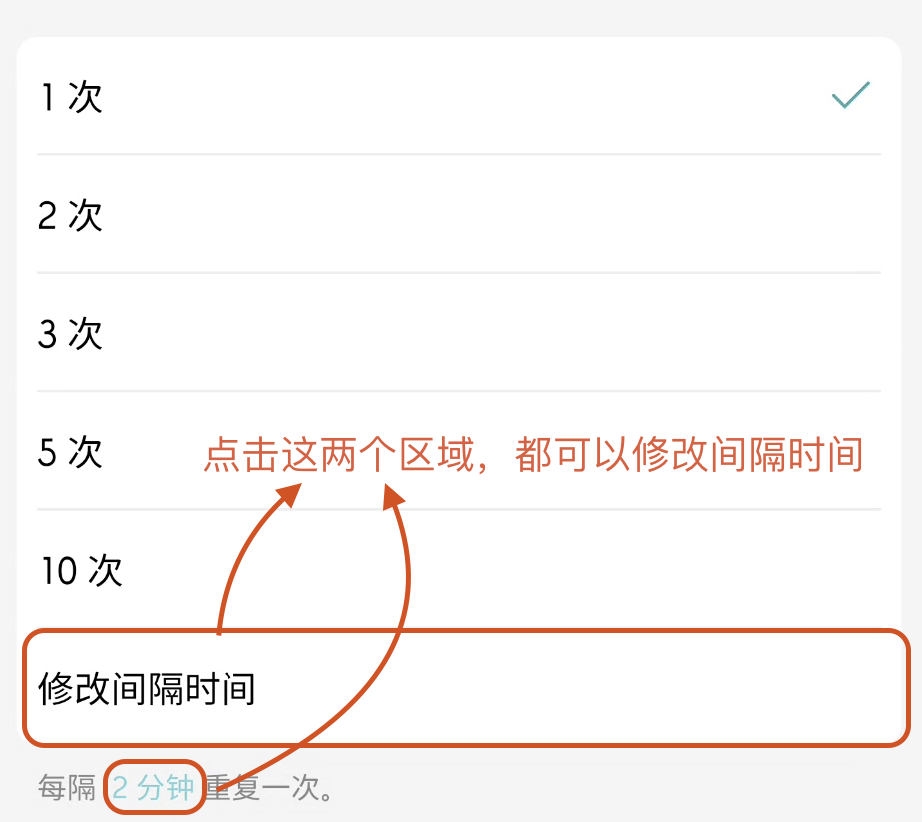 1 次
2 次
3 次
5 次
点击这两个区域，都可以修改间隔时间
10 次
修改间隔时间
每隔 2 分钟 重复一次。